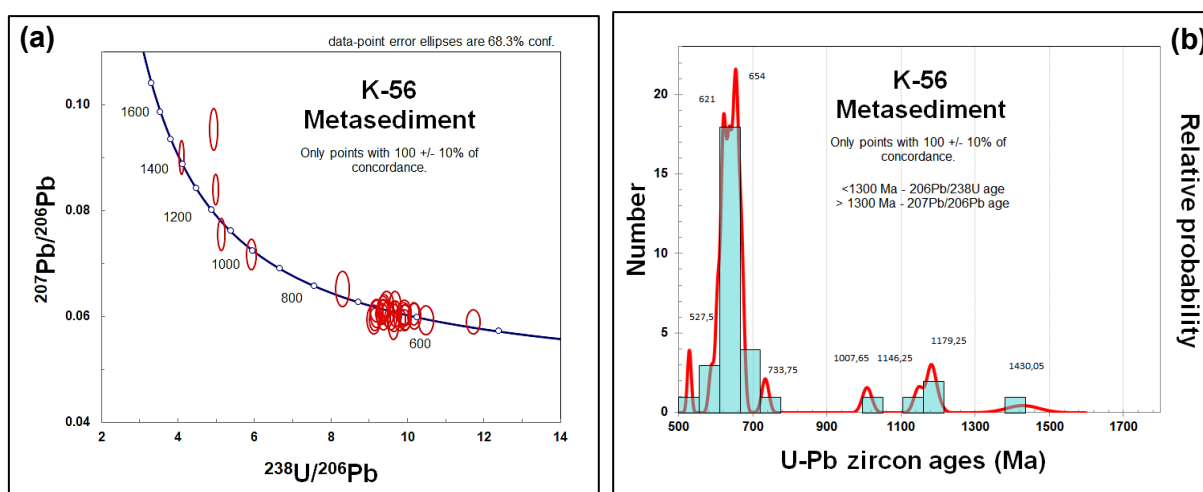 (a)
data-point error ellipses are 68.3% conf.
K-56
Metasediment
Only points with 100 +/- 10% of
concordance.
0.10
0.08
0.06
0.04
1600
1400
1200
1000
800
600
2 4 6 8 10 12 14
207Pb/206Pb
238U/206Pb
(b)
K-56
Metasediment
Only points with 100 +/- 10% of
concordance.
<1300 Ma - 206Pb/238U age
> 1300 Ma - 207Pb/206Pb age
654
621
527,5
733,75
1007,65
1146,25
1179,25
1430,05
20
15
10
5
0
500 700 900 1100 1300 1500 1700
Number
Relative probability
U-Pb zircon ages (Ma)